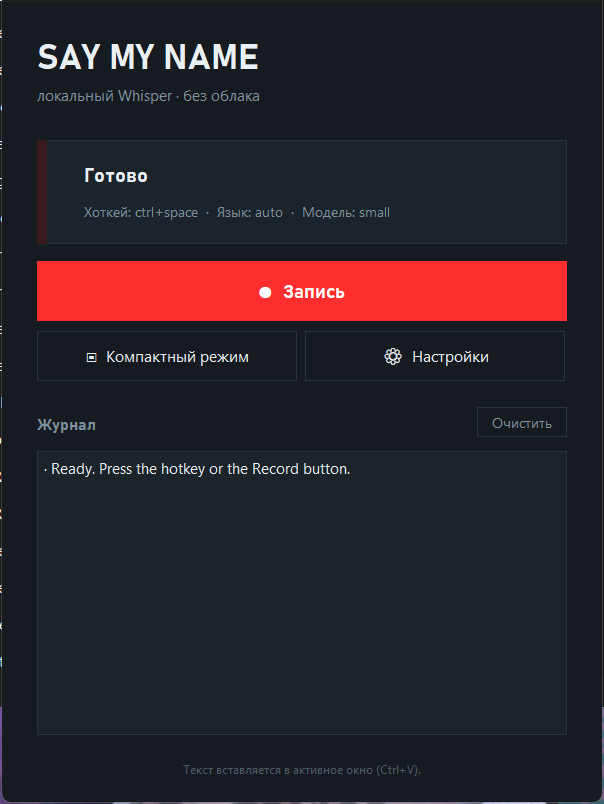 SAY MY NAME
локальный Whisper · без облака
Готово
Хоткей: ctrl+space · Язык: auto · Модель: small
Запись
Компактный режим
Настройки
Журнал
Очистить
· Ready. Press the hotkey or the Record button.
Текст вставляется в активное окно (Ctrl+V).